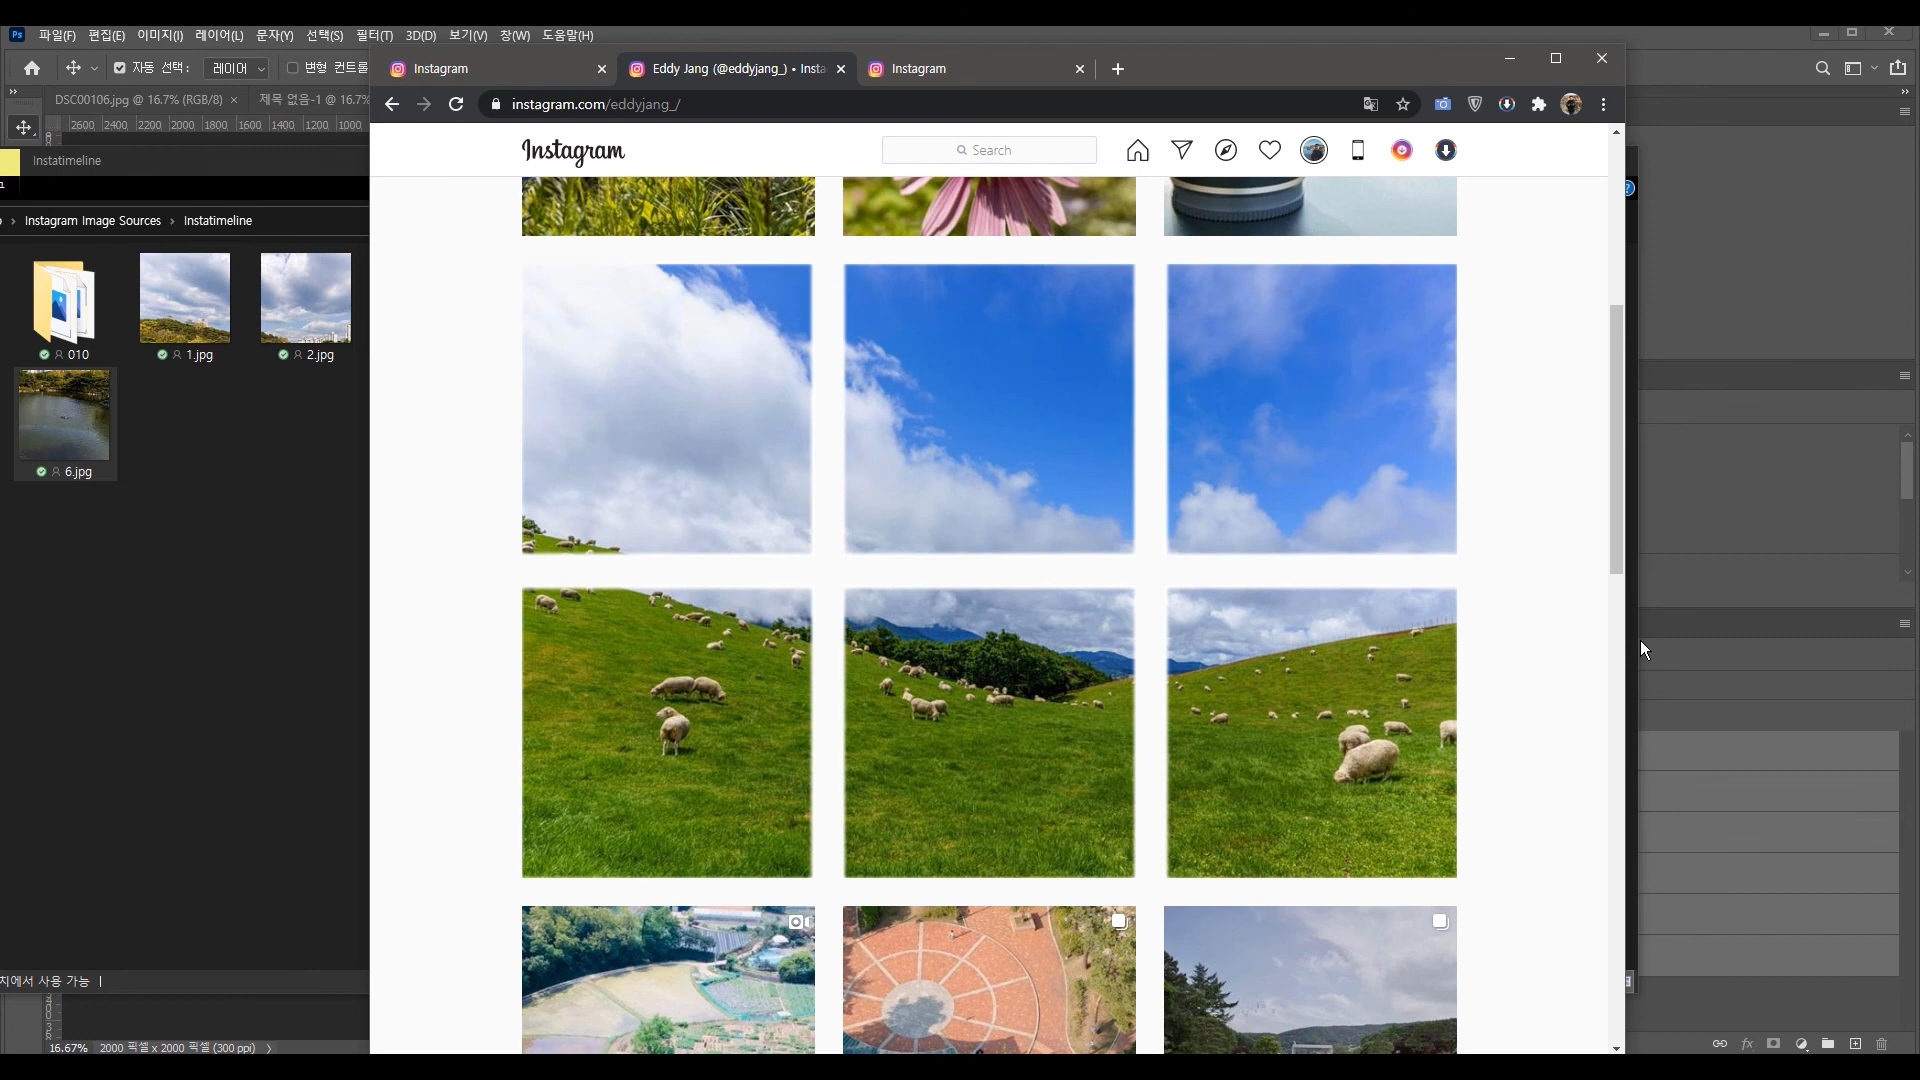 Ps 파일(F) 편집(E) 이미지(I) 레이어(L) 문자(Y) 선택(S) 필터(T) 3D(D) 보기(V) 창(W) 도움말(H)
자동 선택: 레이어 변형 컨트롤
Instagram Eddy Jang (@eddyjang_) • Insta Instagram
DSC00106.jpg @ 16.7% (RGB/8) 제목 없음-1 @ 16.7%
instagram.com/eddyjang_/
2600 2400 2200 2000 1800 1600 1400 1200 1000
Instagram Search
Instatimeline
Instagram Image Sources Instatimeline
010 1.jpg 2.jpg
6.jpg
치에서 사용 가능
16.67% 2000 픽셀 x 2000 픽셀 (300 ppi)
fx